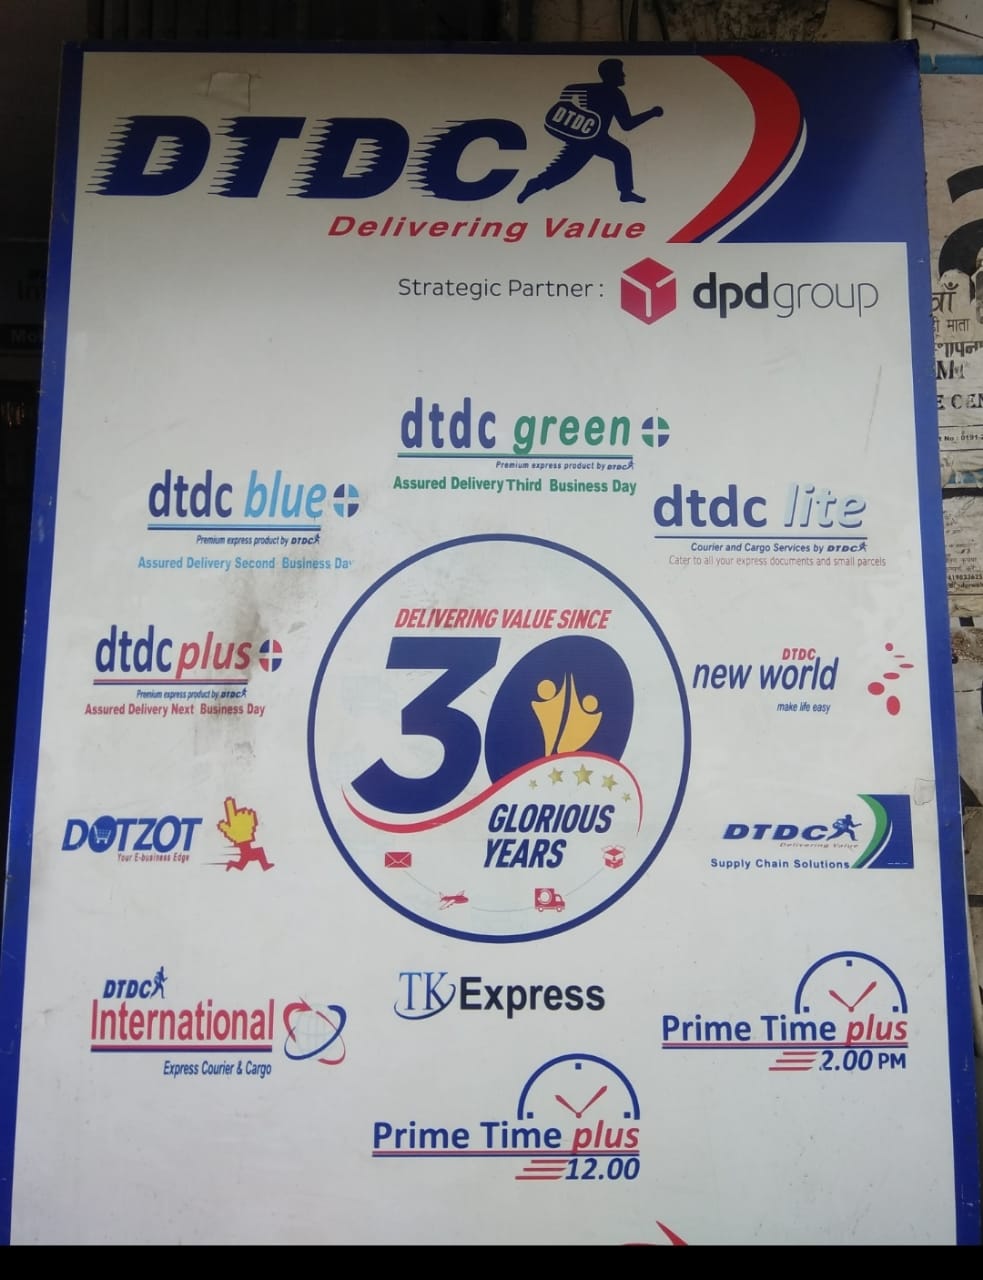 DTDC
DTDC
Delivering Value
Strategic Partner : dpdgroup
dtdc green
Premium express product by DTDC
Assured Delivery Third Business Day
dtdc blue
Premium express product by DTDC
Assured Delivery Second Business Day
dtdc lite
Courier and Cargo Services by DTDC
Cater to all your express documents and small parcels
dtdc plus
Premium express product by DTDC
Assured Delivery Next Business Day
DELIVERING VALUE SINCE
30
GLORIOUS
YEARS
DTDC
new world
make life easy
DOTZOT
Your E-business Edge
DTDC
Delivering Value
Supply Chain Solutions
DTDC
International
Express Courier & Cargo
TK Express
Prime Time plus
2.00 PM
Prime Time plus
12.00
माता